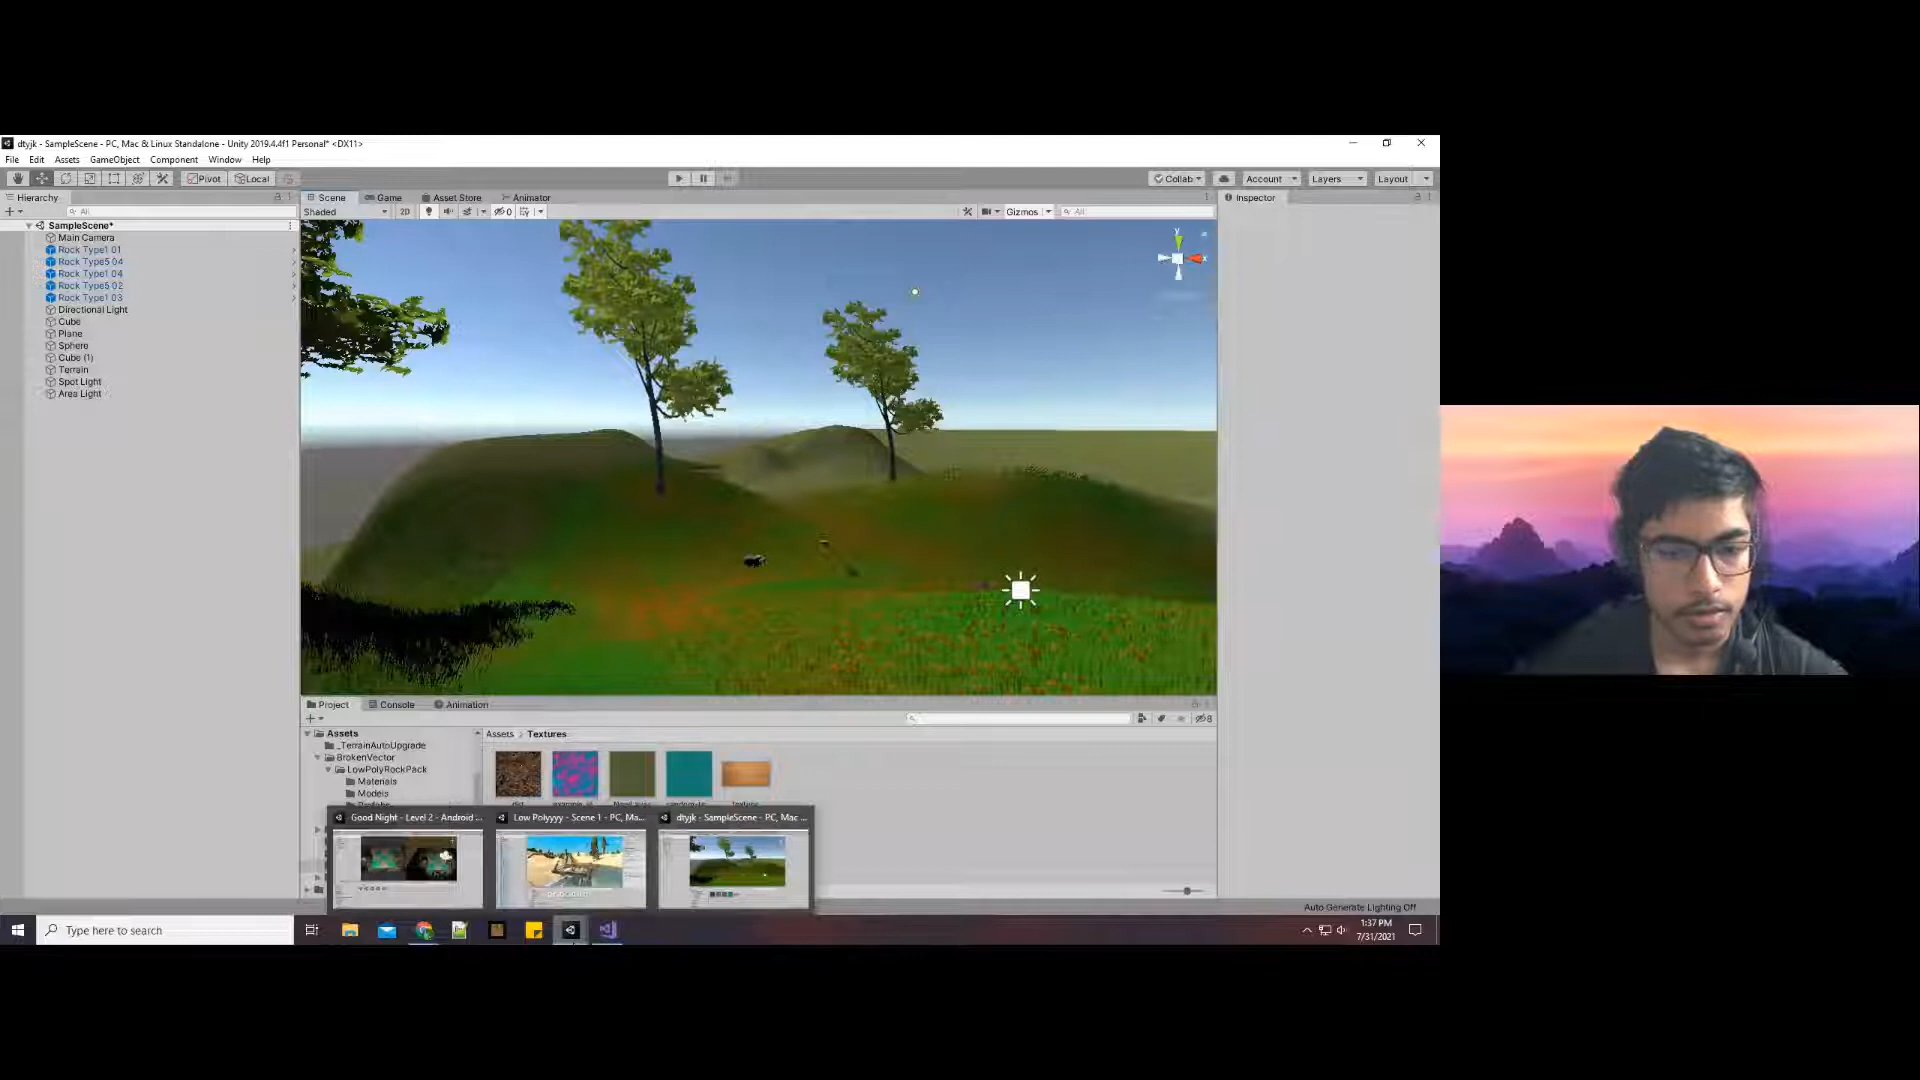 dtyjk - SampleScene - PC, Mac & Linux Standalone - Unity 2019.4.4f1 Personal* <DX11>
File Edit Assets GameObject Component Window Help
Pivot Local Collab Account Layers Layout
Hierarchy Scene Game Asset Store Animator Inspector
All Shaded 2D 0 Gizmos All
SampleScene*
Main Camera
Rock Type1 01
Rock Type5 04
Rock Type1 04
Rock Type5 02
Rock Type1 03
Directional Light
Cube
Plane
Sphere
Cube (1)
Terrain
Spot Light
Area Light
y
x
Project Console Animation
8
Assets
_TerrainAutoUpgrade
BrokenVector
LowPolyRockPack
Materials
Models
Assets > Textures
Good Night - Level 2 - Android ...
Low Polyyyy - Scene 1 - PC, Ma...
dtyjk - SampleScene - PC, Mac ...
Auto Generate Lighting Off
Type here to search
1:37 PM
7/31/2021